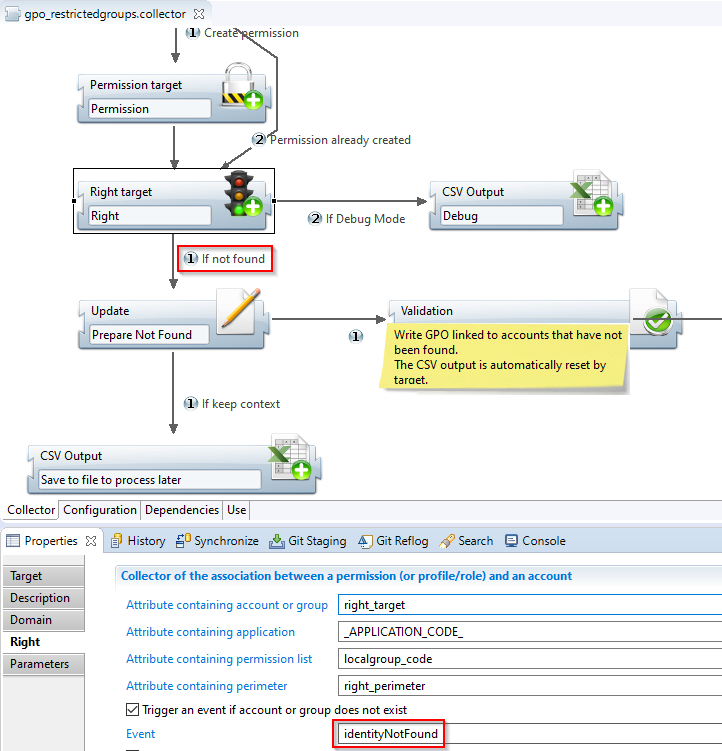 gpo_restrictedgroups.collector
1 Create permission
Permission target
Permission
2 Permission already created
Right target
Right
CSV Output
Debug
2 If Debug Mode
1 If not found
Update
Prepare Not Found
1
Validation
Write GPO linked to accounts that have not
been found.
The CSV output is automatically reset by
target.
1 If keep context
CSV Output
Save to file to process later
Collector Configuration Dependencies Use
Properties History Synchronize Git Staging Git Reflog Search Console
Target
Description
Domain
Right
Parameters
Collector of the association between a permission (or profile/role) and an account
Attribute containing account or group right_target
Attribute containing application _APPLICATION_CODE_
Attribute containing permission list localgroup_code
Attribute containing perimeter right_perimeter
Trigger an event if account or group does not exist
Event identityNotFound